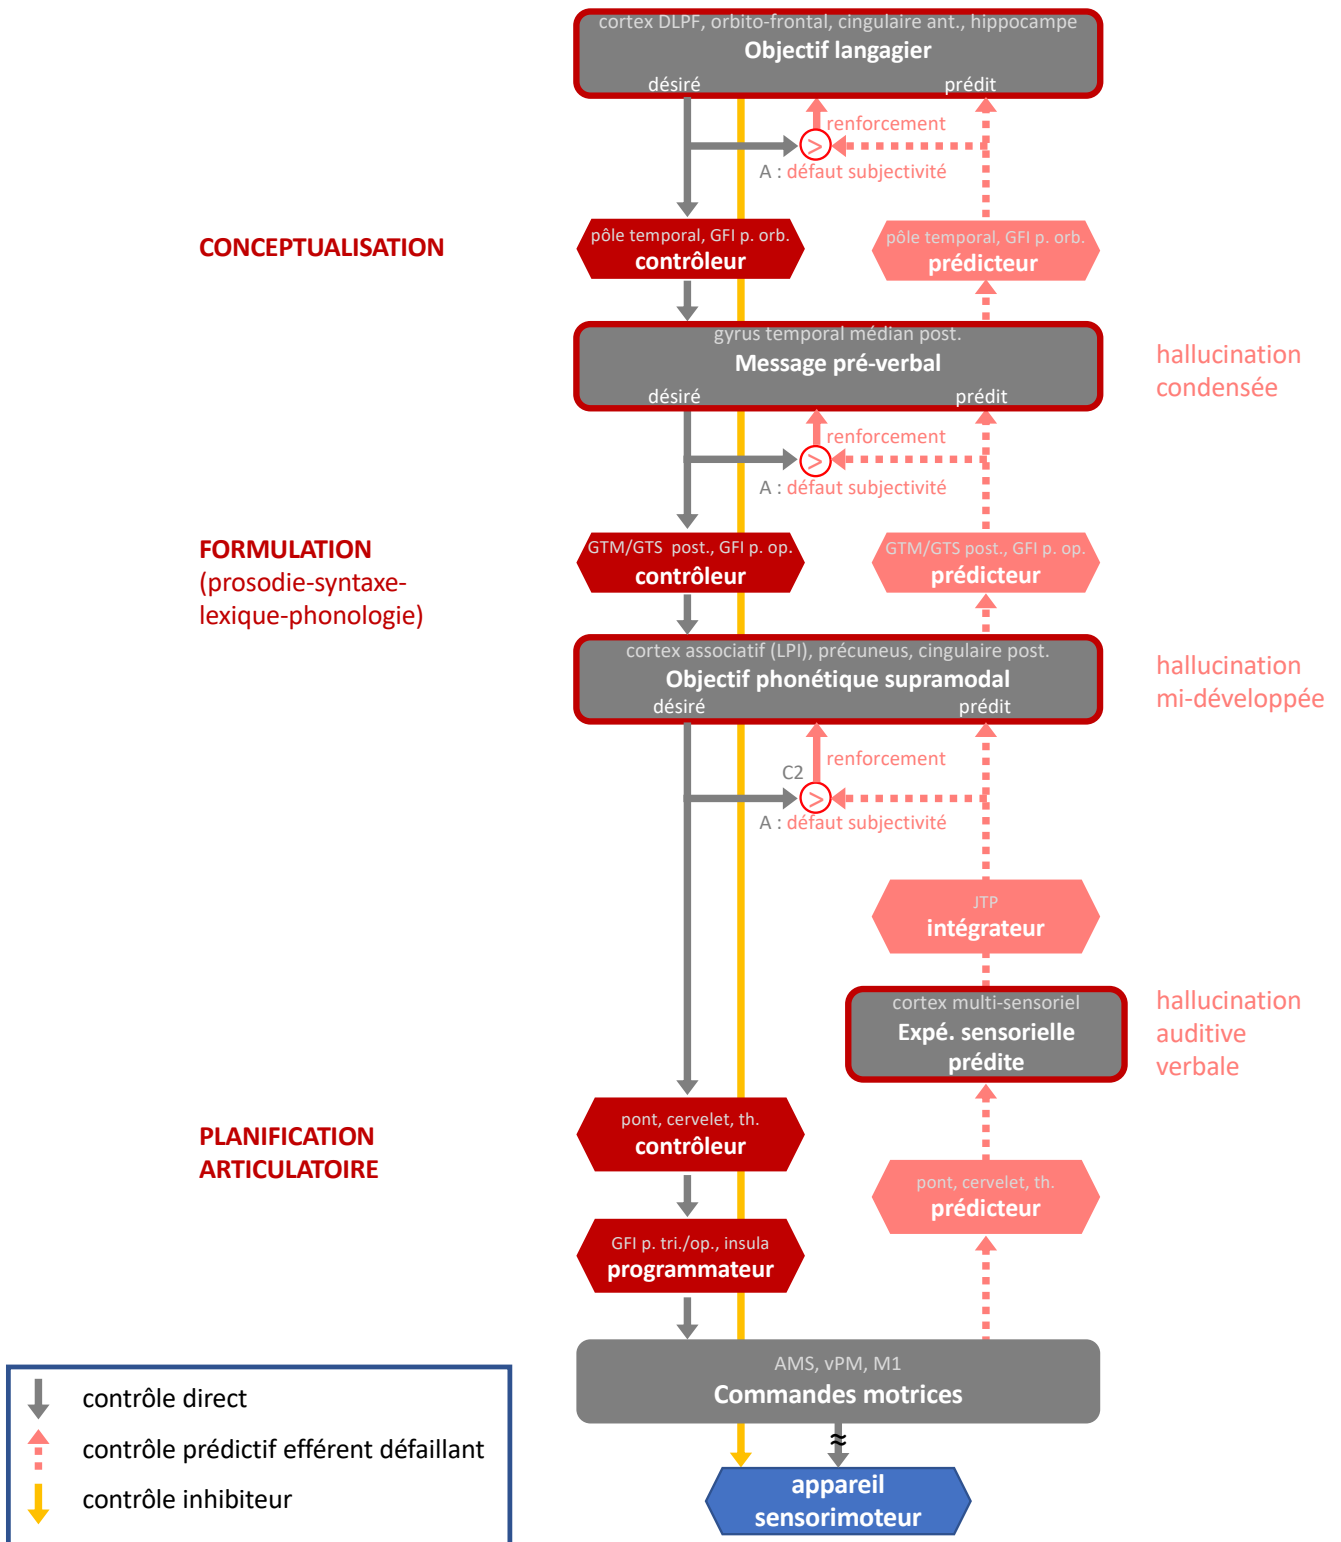 cortex DLPF, orbito-frontal, cingulaire ant., hippocampe
Objectif langagier
désiré
prédit
renforcement
>
A : défaut subjectivité
CONCEPTUALISATION
pôle temporal, GFI p. orb.
contrôleur
pôle temporal, GFI p. orb.
prédicteur
gyrus temporal médian post.
Message pré-verbal
désiré
prédit
hallucination
condensée
renforcement
>
A : défaut subjectivité
FORMULATION
(prosodie-syntaxe-
lexique-phonologie)
GTM/GTS post., GFI p. op.
contrôleur
GTM/GTS post., GFI p. op.
prédicteur
cortex associatif (LPI), précuneus, cingulaire post.
Objectif phonétique supramodal
désiré
prédit
hallucination
mi-développée
renforcement
C2
>
A : défaut subjectivité
JTP
intégrateur
cortex multi-sensoriel
Expé. sensorielle
prédite
hallucination
auditive
verbale
PLANIFICATION
ARTICULATOIRE
pont, cervelet, th.
contrôleur
pont, cervelet, th.
prédicteur
GFI p. tri./op., insula
programmateur
AMS, vPM, M1
Commandes motrices
≈
appareil
sensorimoteur
contrôle direct
contrôle prédictif efférent défaillant
contrôle inhibiteur